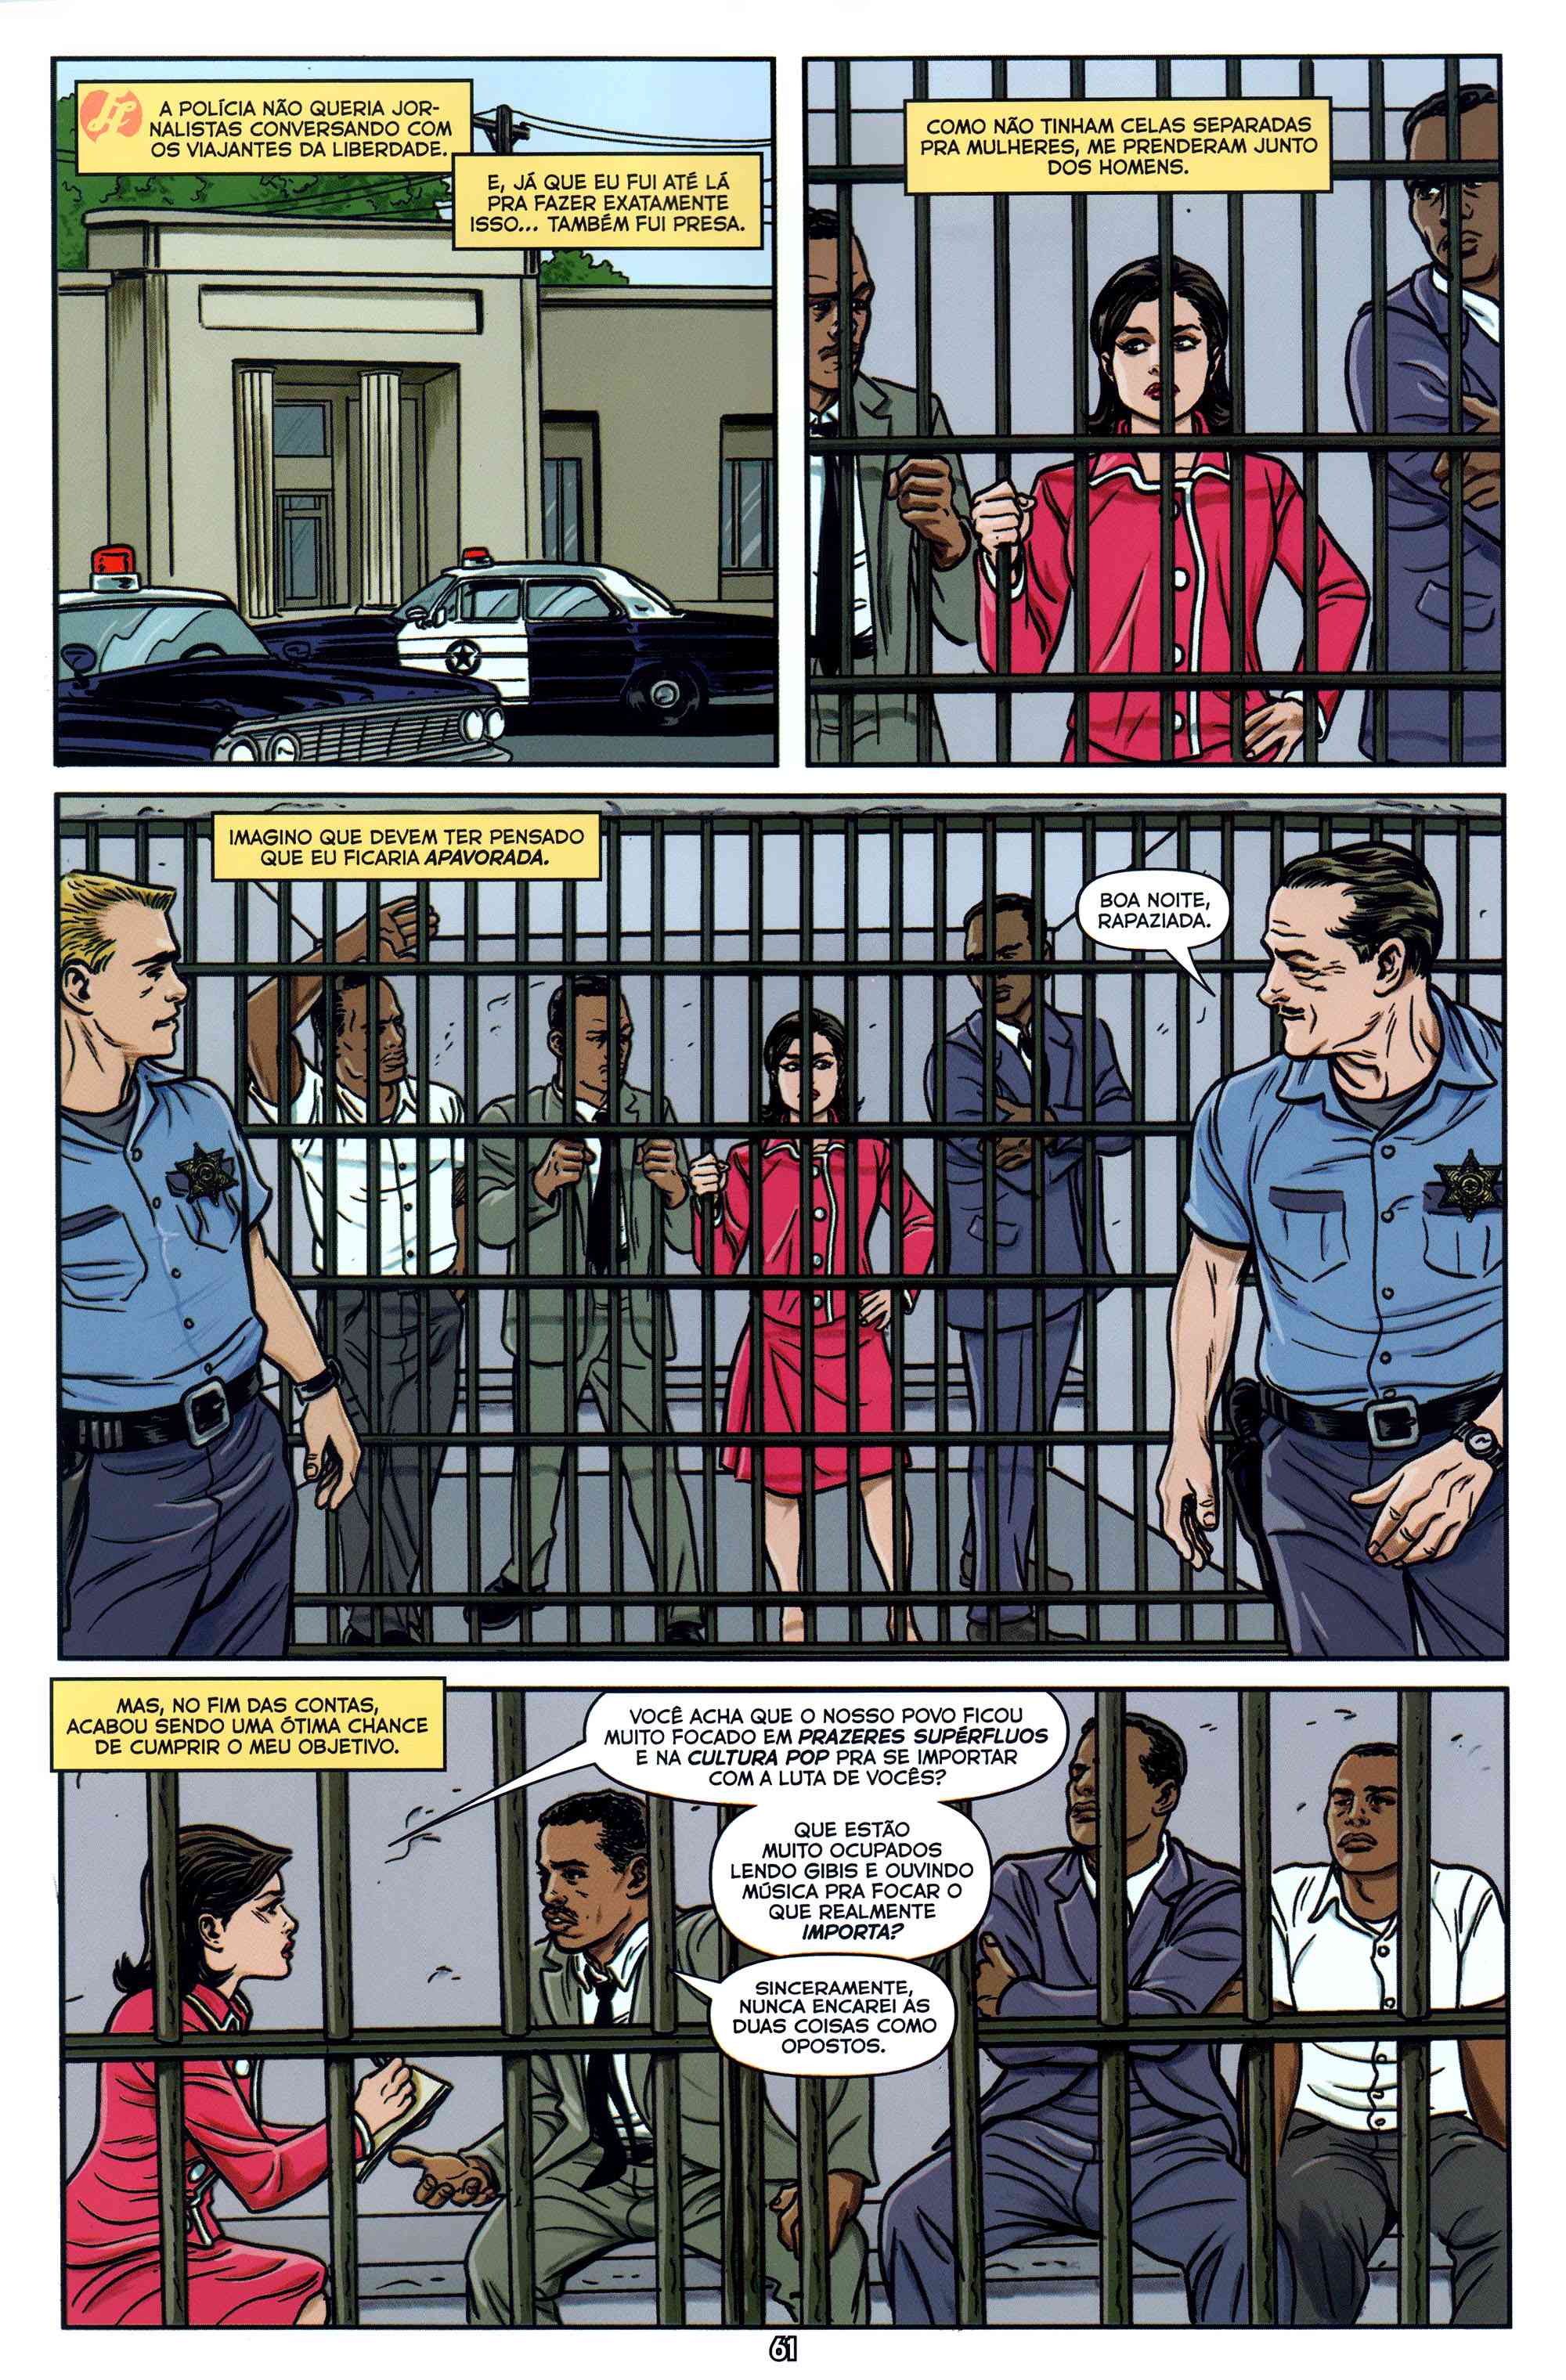 LL
A POLÍCIA NÃO QUERIA JOR-
NALISTAS CONVERSANDO COM
OS VIAJANTES DA LIBERDADE.
E, JÁ QUE EU FUI ATÉ LÁ
PRA FAZER EXATAMENTE
ISSO... TAMBÉM FUI PRESA.
COMO NÃO TINHAM CELAS SEPARADAS
PRA MULHERES, ME PRENDERAM JUNTO
DOS HOMENS.
IMAGINO QUE DEVEM TER PENSADO
QUE EU FICARIA APAVORADA.
BOA NOITE,
RAPAZIADA.
MAS, NO FIM DAS CONTAS,
ACABOU SENDO UMA ÓTIMA CHANCE
DE CUMPRIR O MEU OBJETIVO.
VOCÊ ACHA QUE O NOSSO POVO FICOU
MUITO FOCADO EM PRAZERES SUPÉRFLUOS
E NA CULTURA POP PRA SE IMPORTAR
COM A LUTA DE VOCÊS?
QUE ESTÃO
MUITO OCUPADOS
LENDO GIBIS E OUVINDO
MÚSICA PRA FOCAR O
QUE REALMENTE
IMPORTA?
SINCERAMENTE,
NUNCA ENCAREI AS
DUAS COISAS COMO
OPOSTOS.
61